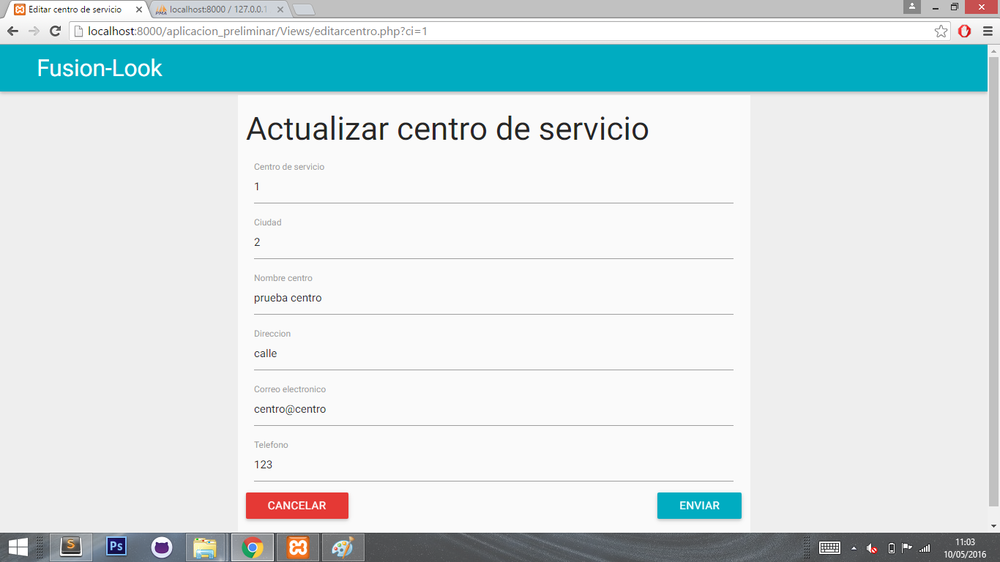 Editar centro de servicio
localhost:8000 / 127.0.0.1
localhost:8000/aplicacion_preliminar/Views/editarcentro.php?ci=1
Fusion-Look
Actualizar centro de servicio
Centro de servicio
1
Ciudad
2
Nombre centro
prueba centro
Direccion
calle
Correo electronico
centro@centro
Telefono
123
CANCELAR
ENVIAR
S
Ps
11:03
10/05/2016